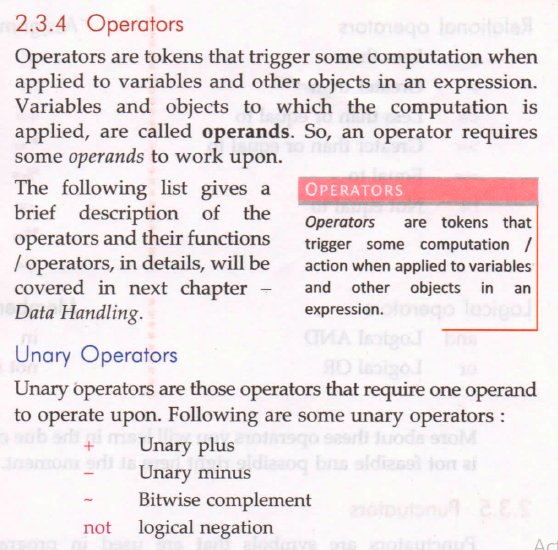 2.3.4 Operators
Operators are tokens that trigger some computation when
applied to variables and other objects in an expression.
Variables and objects to which the computation is
applied, are called operands. So, an operator requires
some operands to work upon.
The following list gives a
brief description of the
operators and their functions
/ operators, in details, will be
covered in next chapter –
Data Handling.
OPERATORS
Operators are tokens that
trigger some computation /
action when applied to variables
and other objects in an
expression.
Unary Operators
Unary operators are those operators that require one operand
to operate upon. Following are some unary operators :
+ Unary plus
– Unary minus
~ Bitwise complement
not logical negation